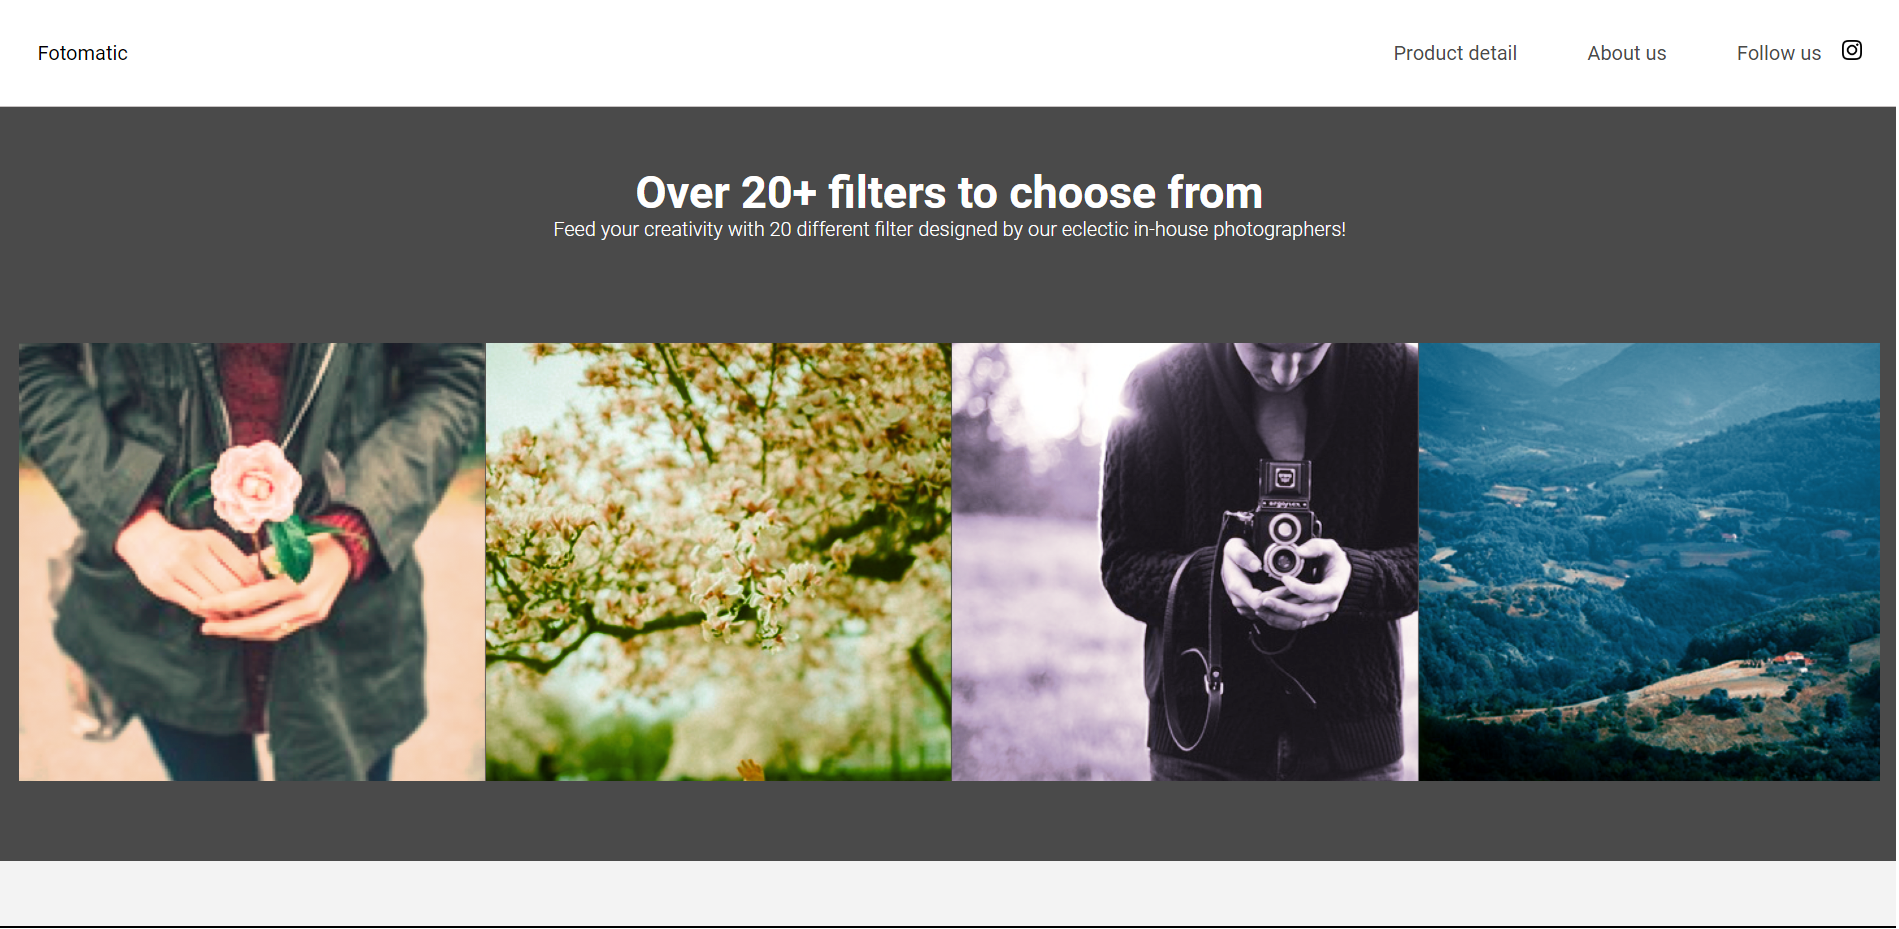 Fotomatic
Product detail
About us
Follow us
Over 20+ filters to choose from
Feed your creativity with 20 different filter designed by our eclectic in-house photographers!